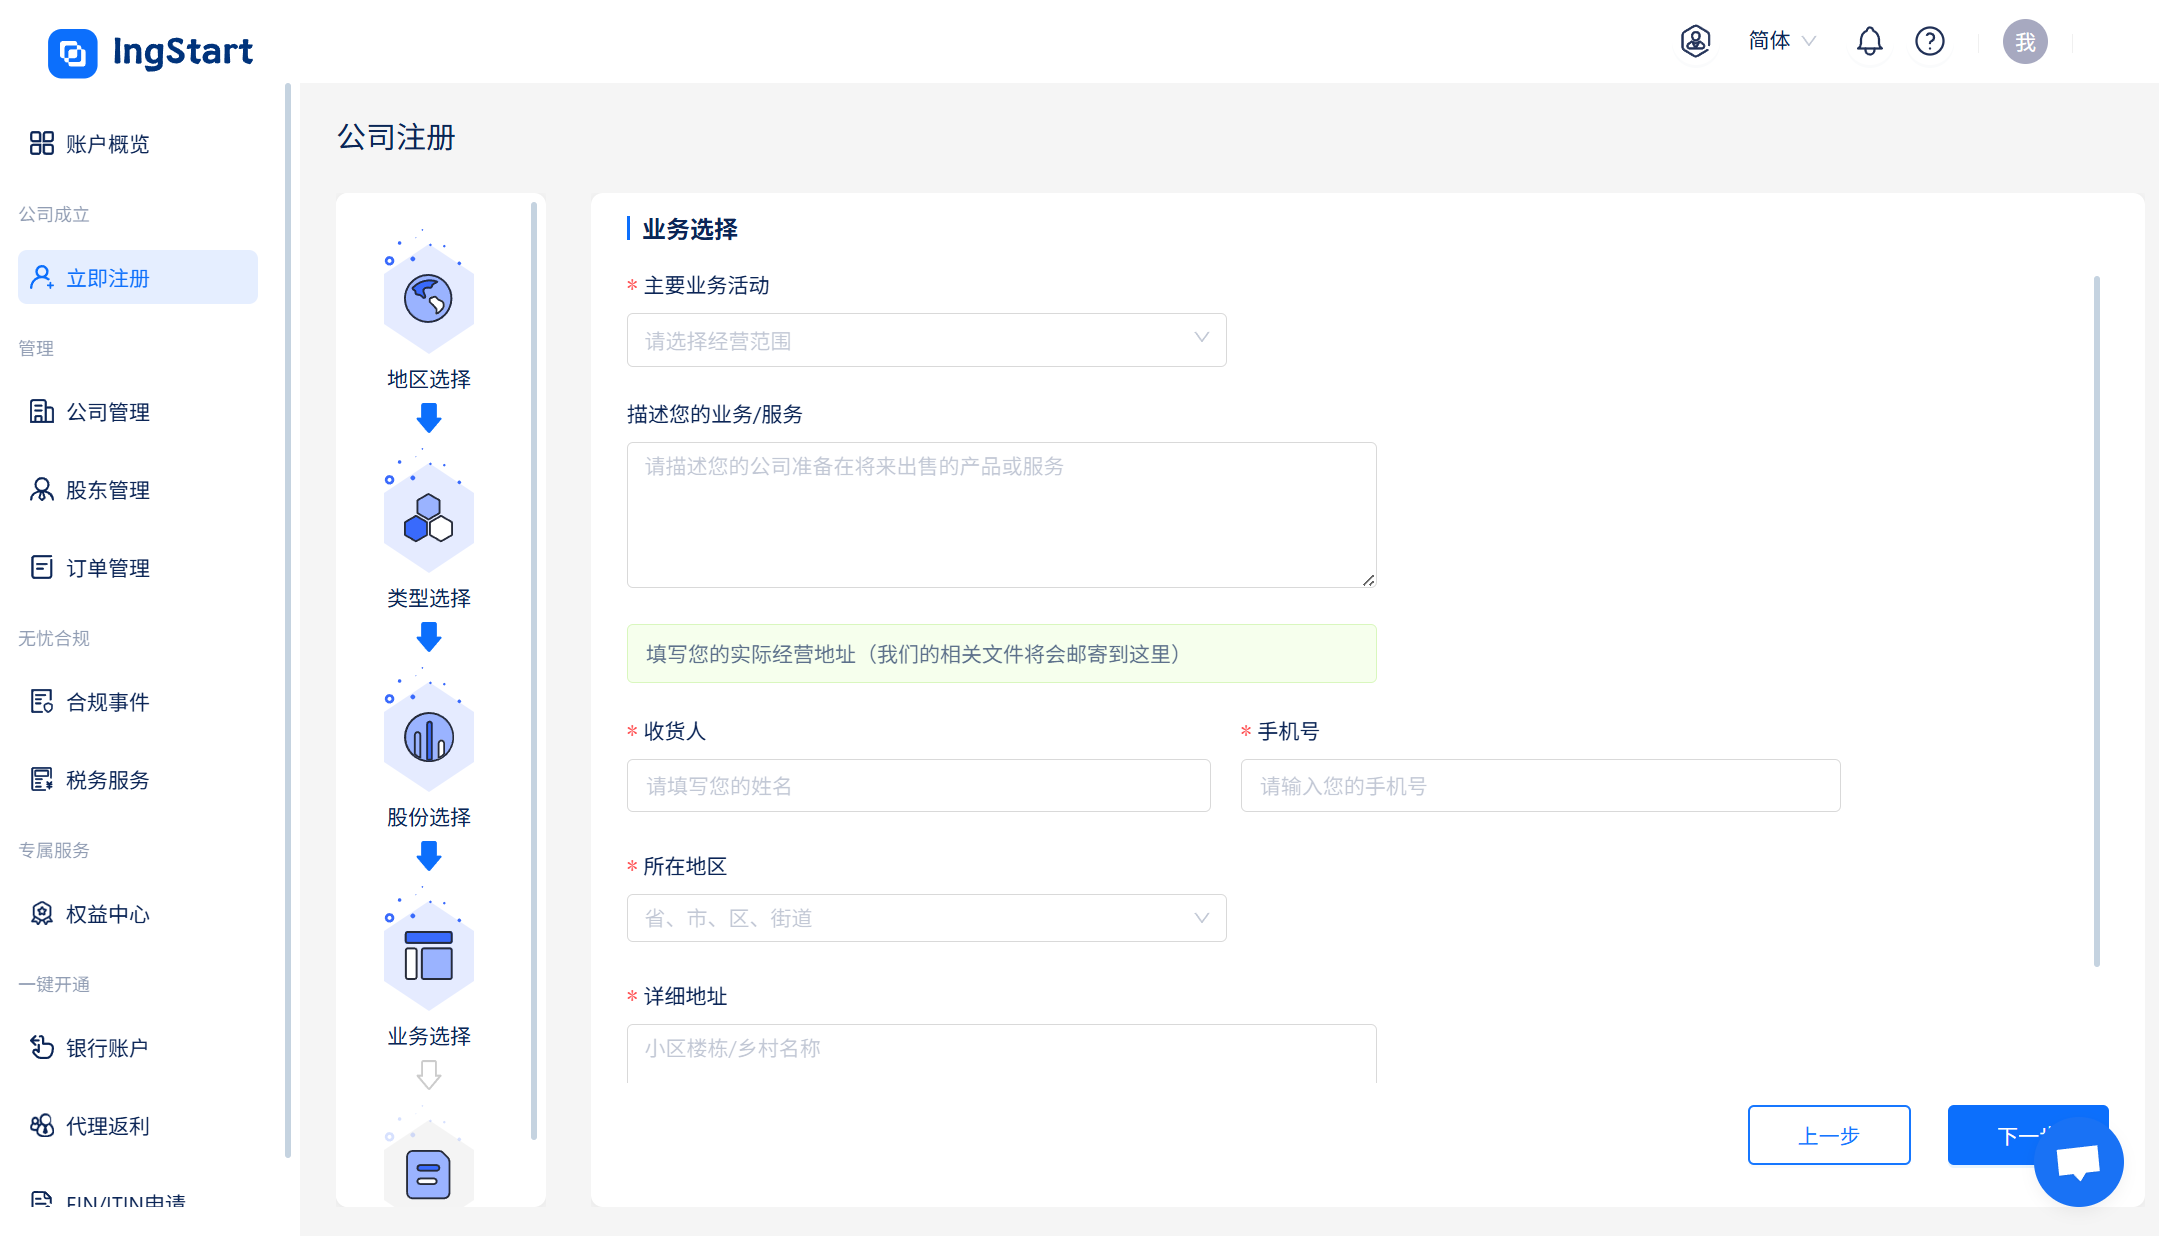 IngStart
简体
我
账户概览
公司成立
立即注册
管理
公司管理
股东管理
订单管理
无忧合规
合规事件
税务服务
专属服务
权益中心
一键开通
银行账户
代理返利
EIN/ITIN申请
公司注册
地区选择
类型选择
股份选择
业务选择
业务选择
* 主要业务活动
请选择经营范围
描述您的业务/服务
请描述您的公司准备在将来出售的产品或服务
填写您的实际经营地址（我们的相关文件将会邮寄到这里）
* 收货人
* 手机号
请填写您的姓名
请输入您的手机号
* 所在地区
省、市、区、街道
* 详细地址
小区楼栋/乡村名称
上一步
下一步